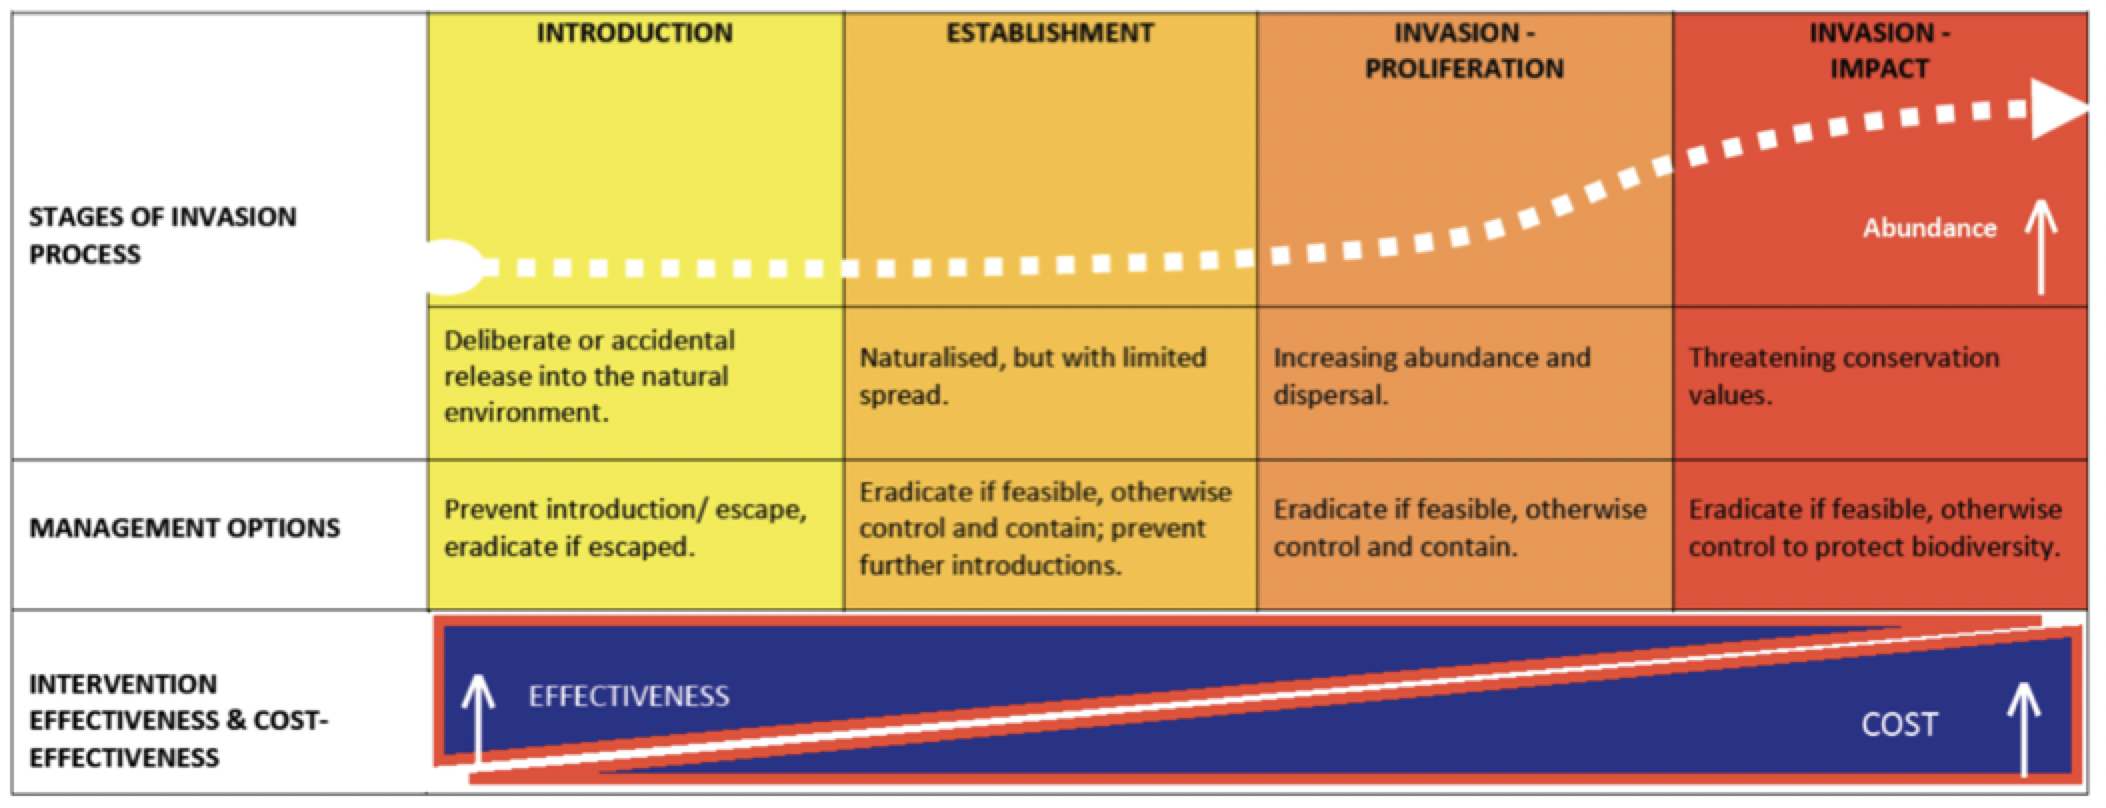 INTRODUCTION
ESTABLISHMENT
INVASION -
PROLIFERATION
INVASION -
IMPACT
STAGES OF INVASION
PROCESS
Abundance
Deliberate or accidental
release into the natural
environment.
Naturalised, but with limited
spread.
Increasing abundance and
dispersal.
Threatening conservation
values.
MANAGEMENT OPTIONS
Prevent introduction/ escape,
eradicate if escaped.
Eradicate if feasible, otherwise
control and contain; prevent
further introductions.
Eradicate if feasible, otherwise
control and contain.
Eradicate if feasible, otherwise
control to protect biodiversity.
INTERVENTION
EFFECTIVENESS & COST-
EFFECTIVENESS
EFFECTIVENESS
COST